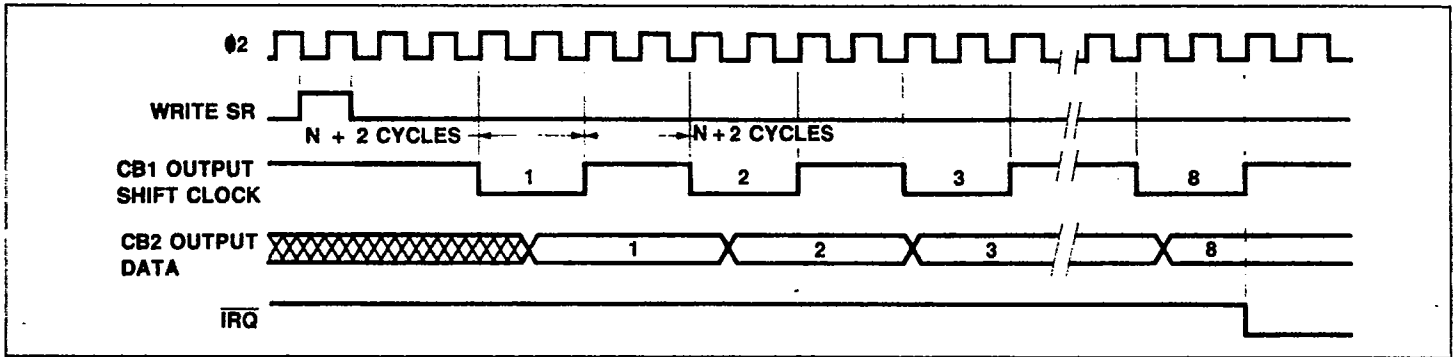 ϕ2
WRITE SR
N + 2 CYCLES N + 2 CYCLES
CB1 OUTPUT
SHIFT CLOCK
1 2 3 8
CB2 OUTPUT
DATA
1 2 3 8
IRQ